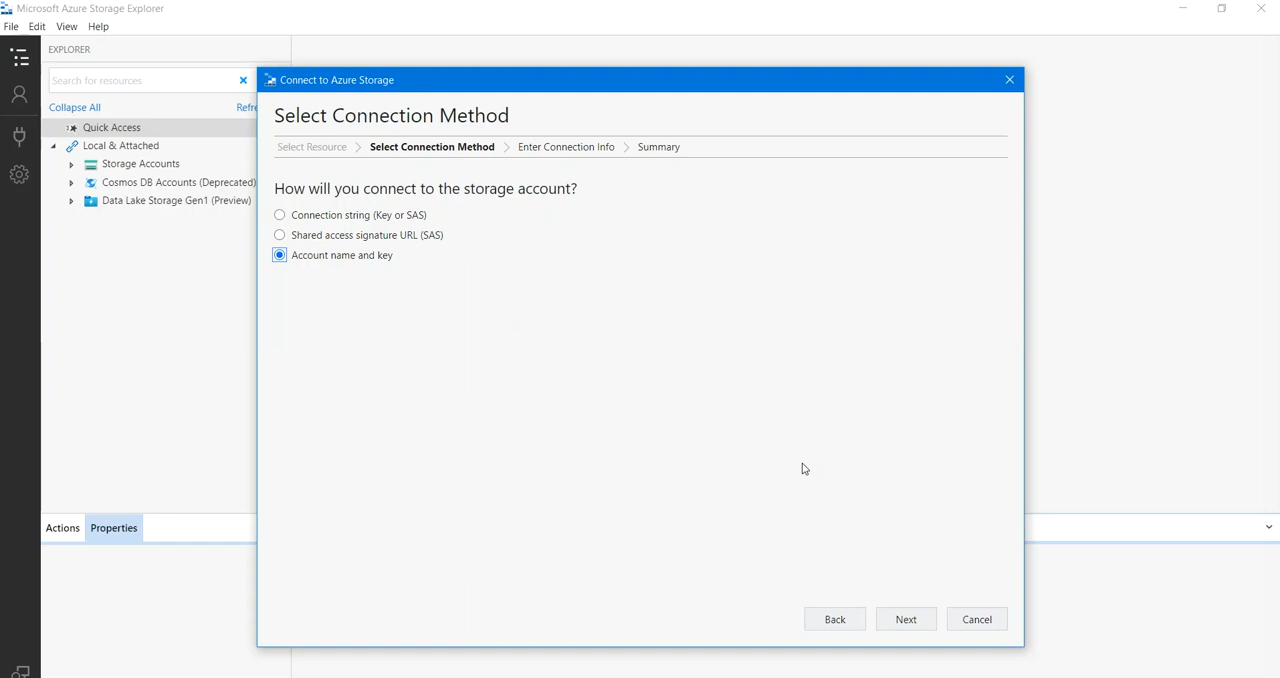 Microsoft Azure Storage Explorer
File Edit View Help
EXPLORER
Search for resources
Collapse All Refre
Quick Access
Local & Attached
Storage Accounts
Cosmos DB Accounts (Deprecated)
Data Lake Storage Gen1 (Preview)
Actions Properties
Connect to Azure Storage
Select Connection Method
Select Resource Select Connection Method Enter Connection Info Summary
How will you connect to the storage account?
Connection string (Key or SAS)
Shared access signature URL (SAS)
Account name and key
Back Next Cancel